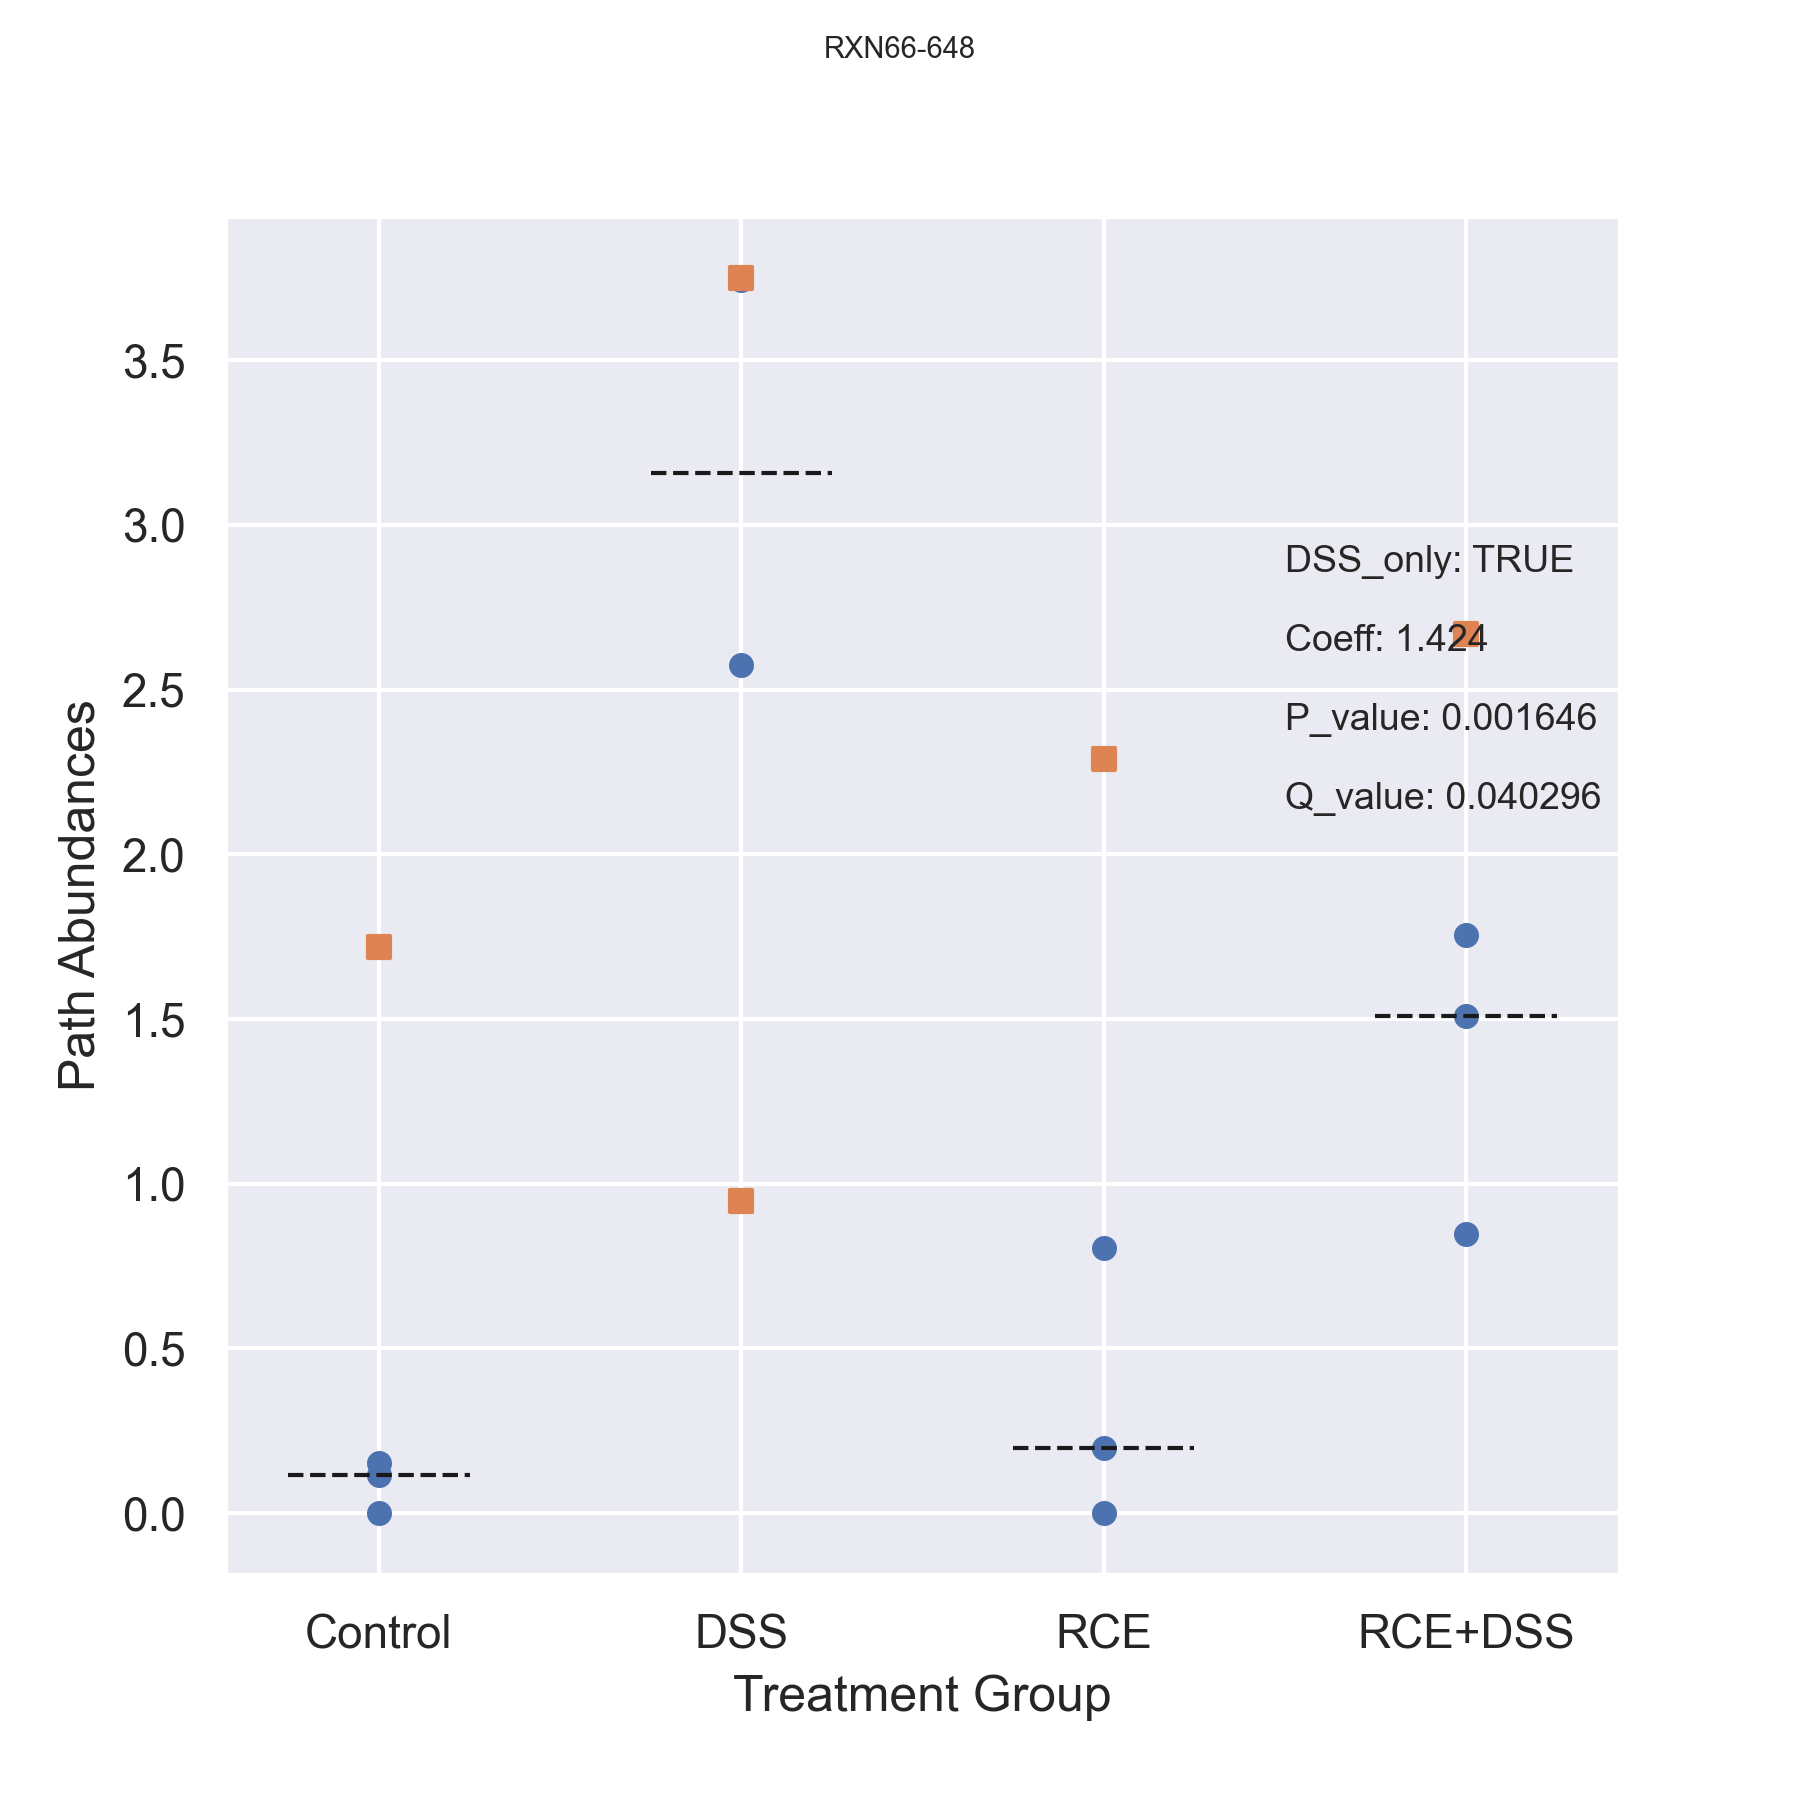 RXN66-648
3.5
3.0
2.5
2.0
1.5
1.0
0.5
0.0
Path Abundances
DSS_only: TRUE
Coeff: 1.424
P_value: 0.001646
Q_value: 0.040296
Control DSS RCE RCE+DSS
Treatment Group